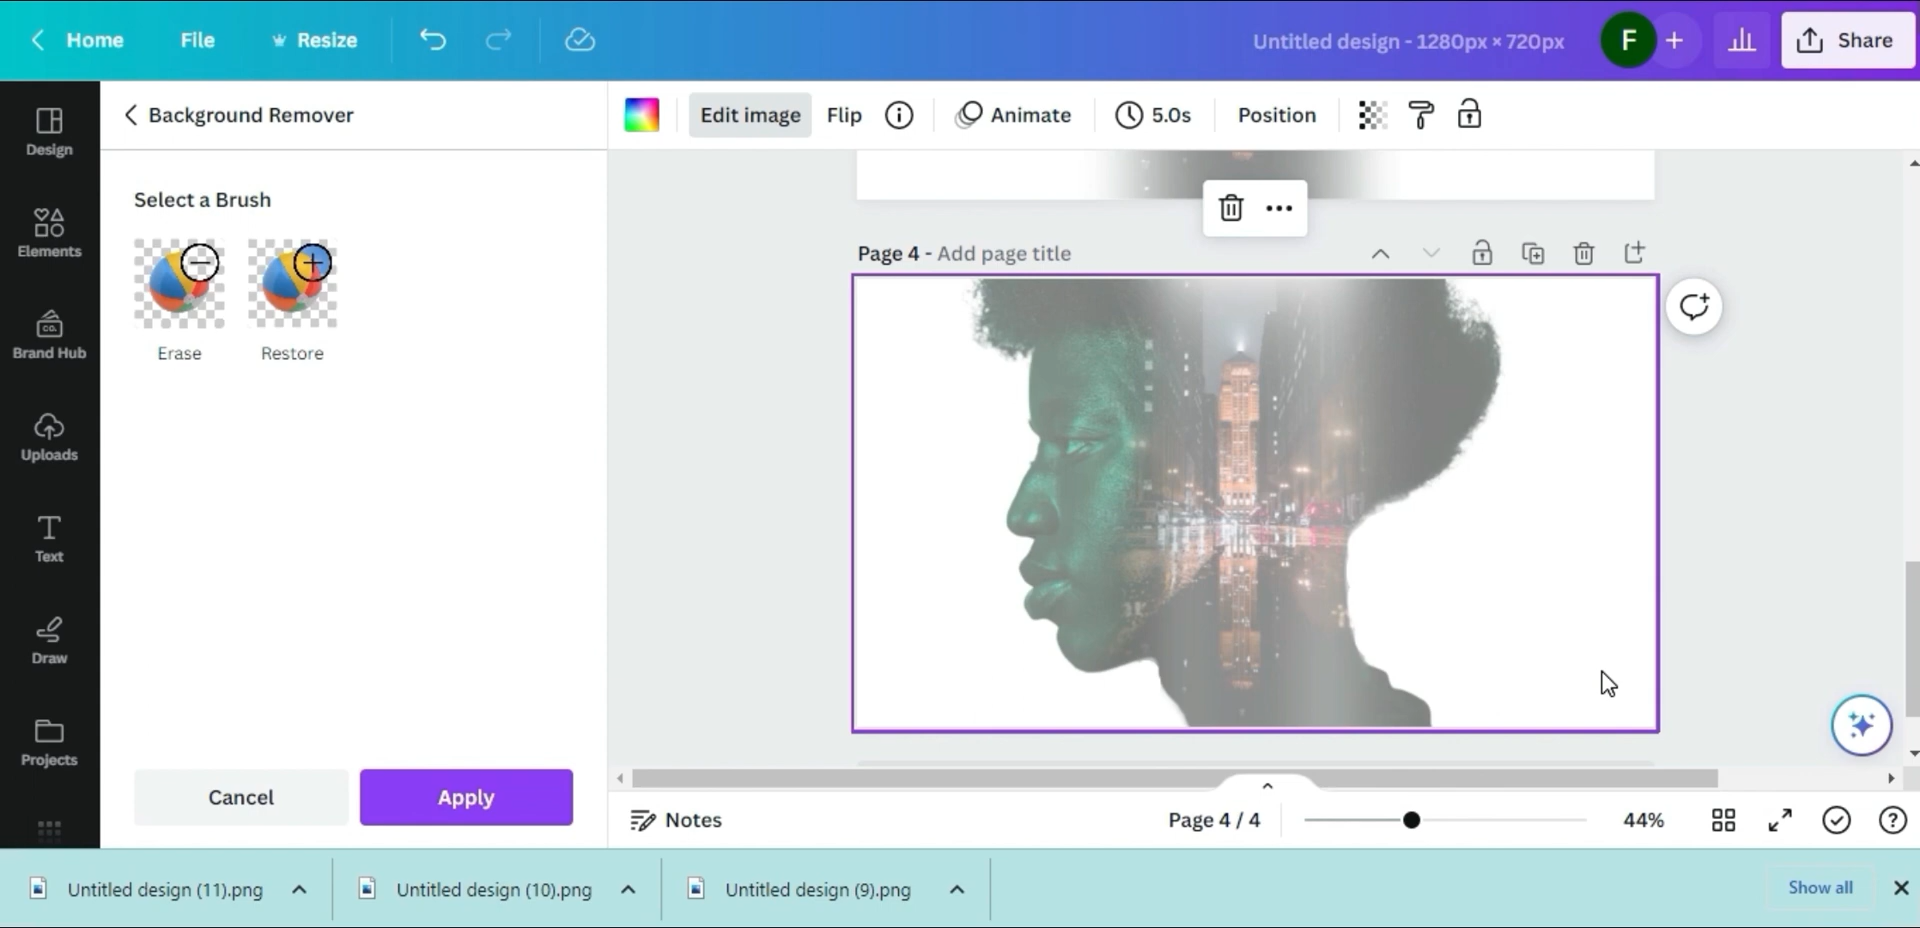 Home File Resize Untitled design - 1280px × 720px F + Share
Design
Elements
CO.
Brand Hub
Uploads
Text
Draw
Projects
Background Remover
Select a Brush
Erase Restore
Cancel Apply
Edit image Flip Animate 5.0s Position
Page 4 - Add page title
Notes Page 4 / 4 44%
Untitled design (11).png Untitled design (10).png Untitled design (9).png Show all